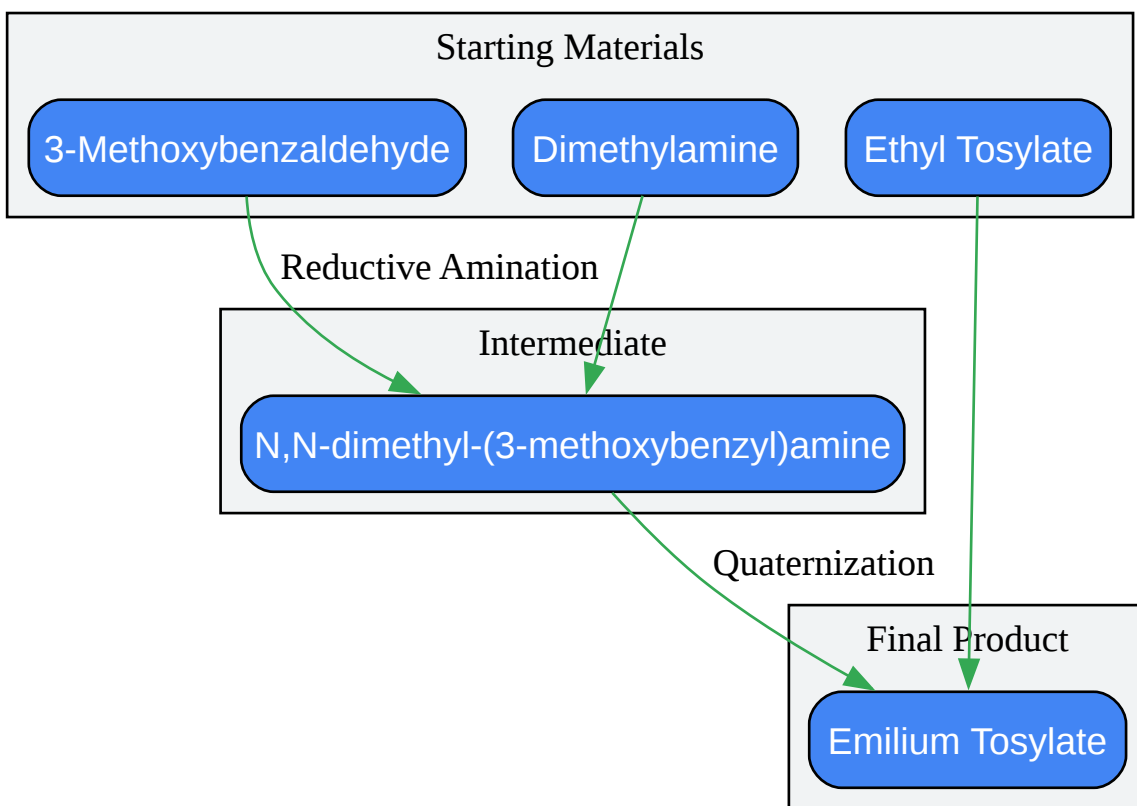 Starting Materials
3-Methoxybenzaldehyde
Dimethylamine
Ethyl Tosylate
Reductive Amination
Intermediate
N,N-dimethyl-(3-methoxybenzyl)amine
Quaternization
Final Product
Emilium Tosylate